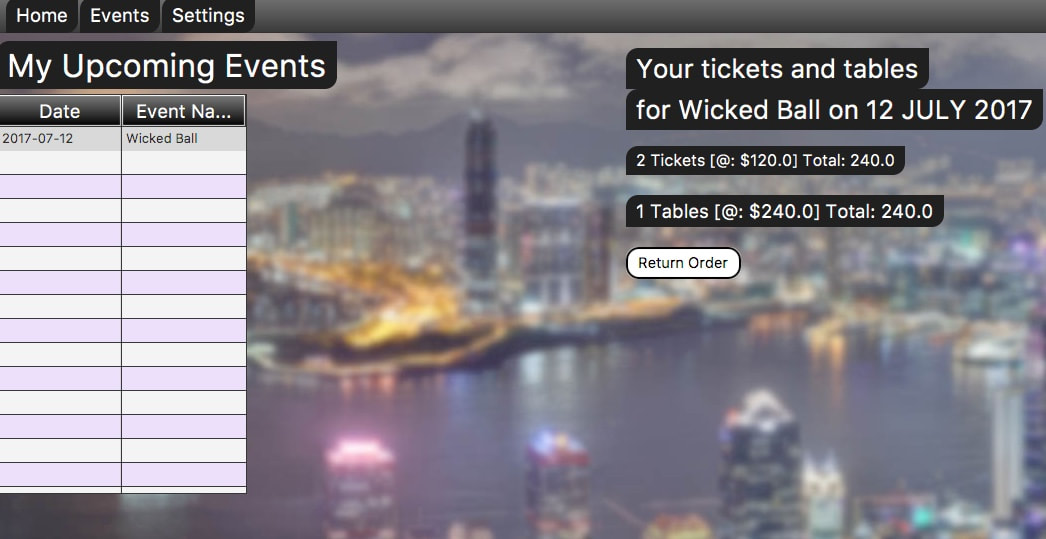 Home Events Settings
My Upcoming Events
Date Event Na...
2017-07-12 Wicked Ball
Your tickets and tables
for Wicked Ball on 12 JULY 2017
2 Tickets [@: $120.0] Total: 240.0
1 Tables [@: $240.0] Total: 240.0
Return Order